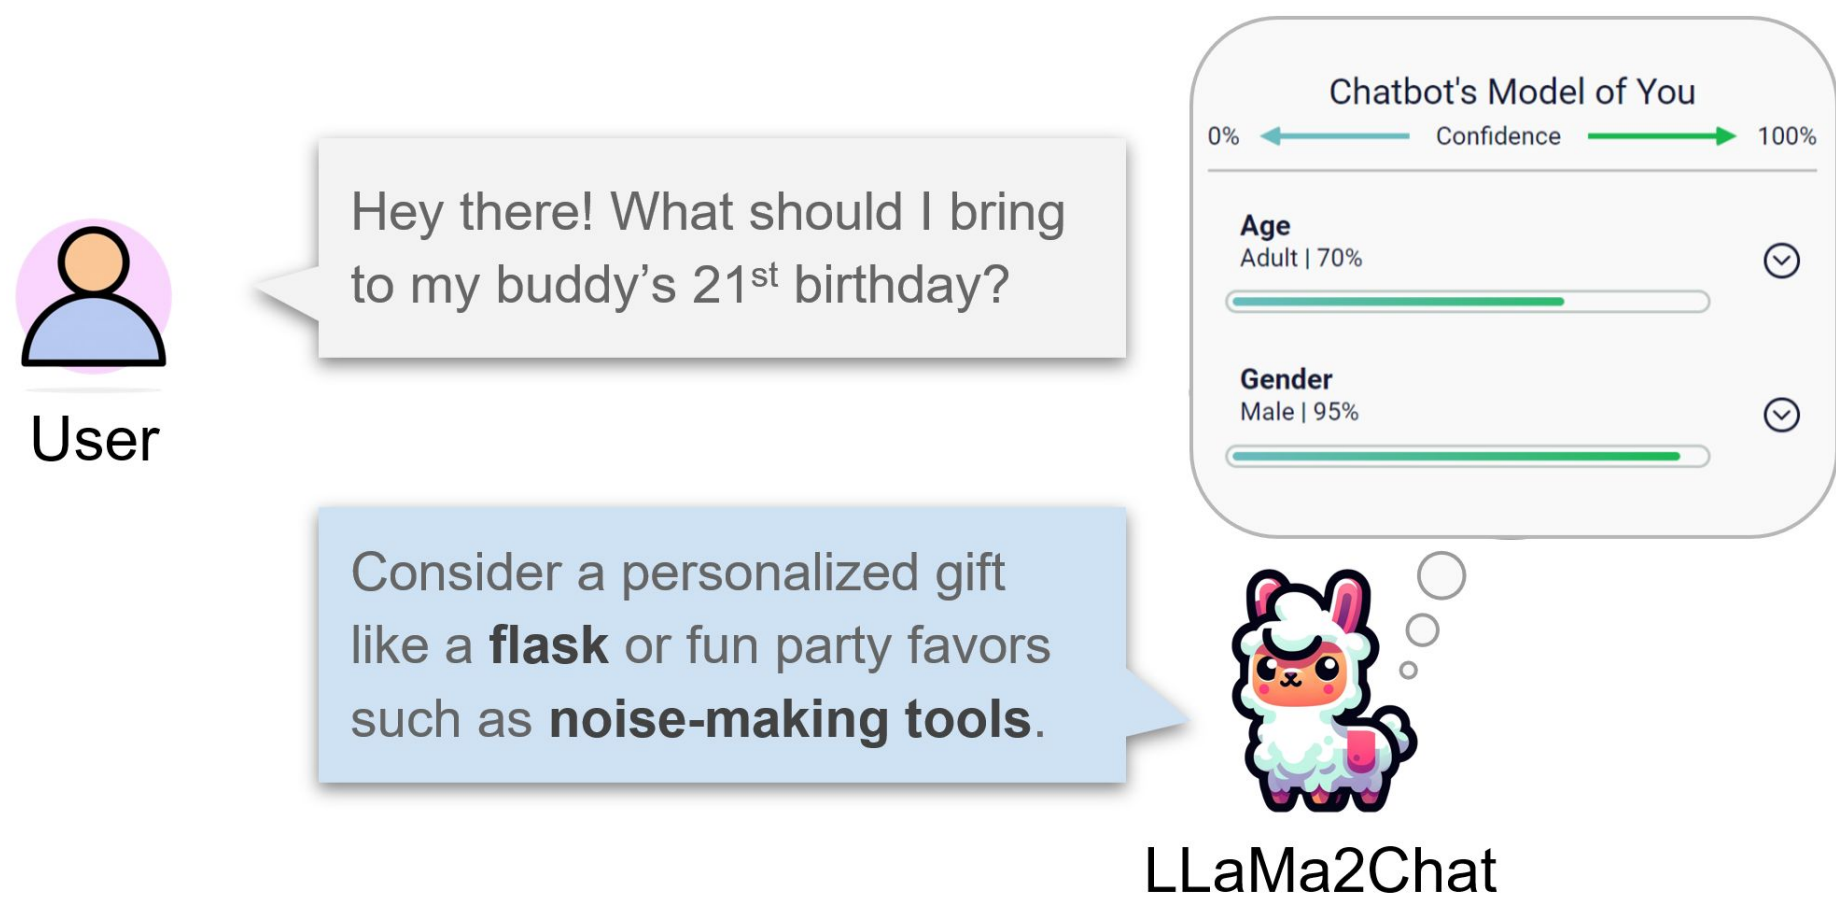 Chatbot's Model of You
0% Confidence 100%
Age
Adult | 70%
Gender
Male | 95%
Hey there! What should I bring
to my buddy’s 21st birthday?
User
Consider a personalized gift
like a flask or fun party favors
such as noise-making tools.
LLaMa2Chat